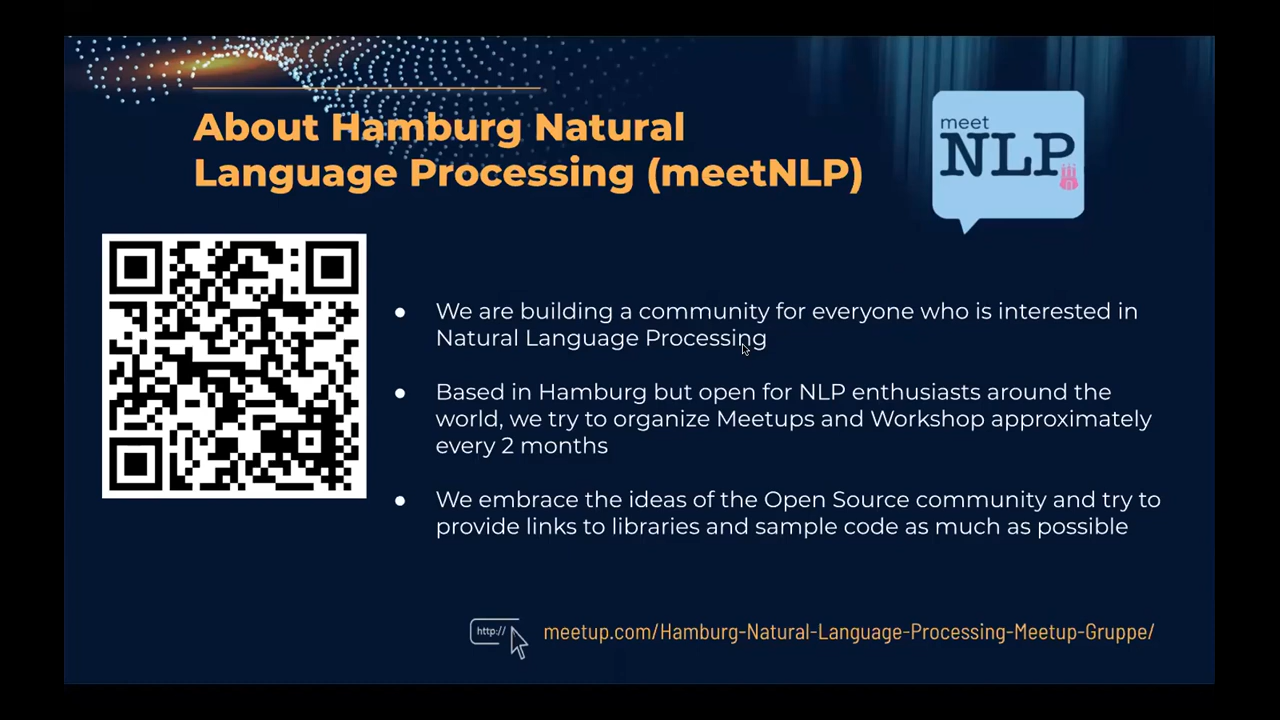 About Hamburg Natural
Language Processing (meetNLP)
meet
NLP
● We are building a community for everyone who is interested in
Natural Language Processing
● Based in Hamburg but open for NLP enthusiasts around the
world, we try to organize Meetups and Workshop approximately
every 2 months
● We embrace the ideas of the Open Source community and try to
provide links to libraries and sample code as much as possible
http://
meetup.com/Hamburg-Natural-Language-Processing-Meetup-Gruppe/